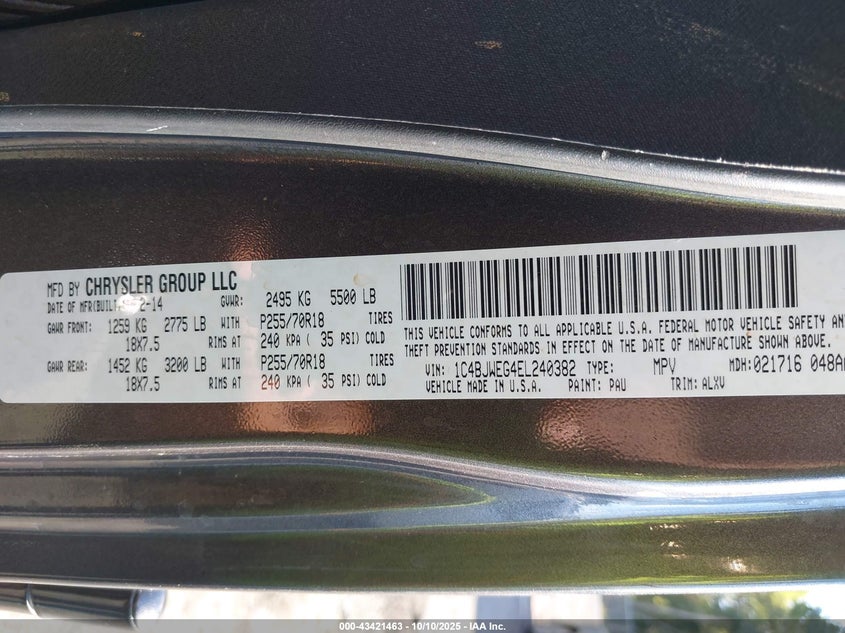 MFD BY CHRYSLER GROUP LLC
DATE OF MFR(BUILT 2-14 GVWR: 2495 KG 5500 LB
GAWR FRONT: 1259 KG 2775 LB WITH P255/70R18 TIRES
18X7.5 RIMS AT 240 KPA ( 35 PSI) COLD
GAWR REAR: 1452 KG 3200 LB WITH P255/70R18 TIRES
18X7.5 RIMS AT 240 KPA ( 35 PSI) COLD
THIS VEHICLE CONFORMS TO ALL APPLICABLE U.S.A. FEDERAL MOTOR VEHICLE SAFETY AND
THEFT PREVENTION STANDARDS IN EFFECT ON THE DATE OF MANUFACTURE SHOWN ABOVE.
VIN: 1C4BJWEG4EL240382 TYPE: MPV MDH: 021716 048A
VEHICLE MADE IN U.S.A. PAINT: PAU TRIM: ALXV
000-43421463 - 10/10/2025 - IAA Inc.